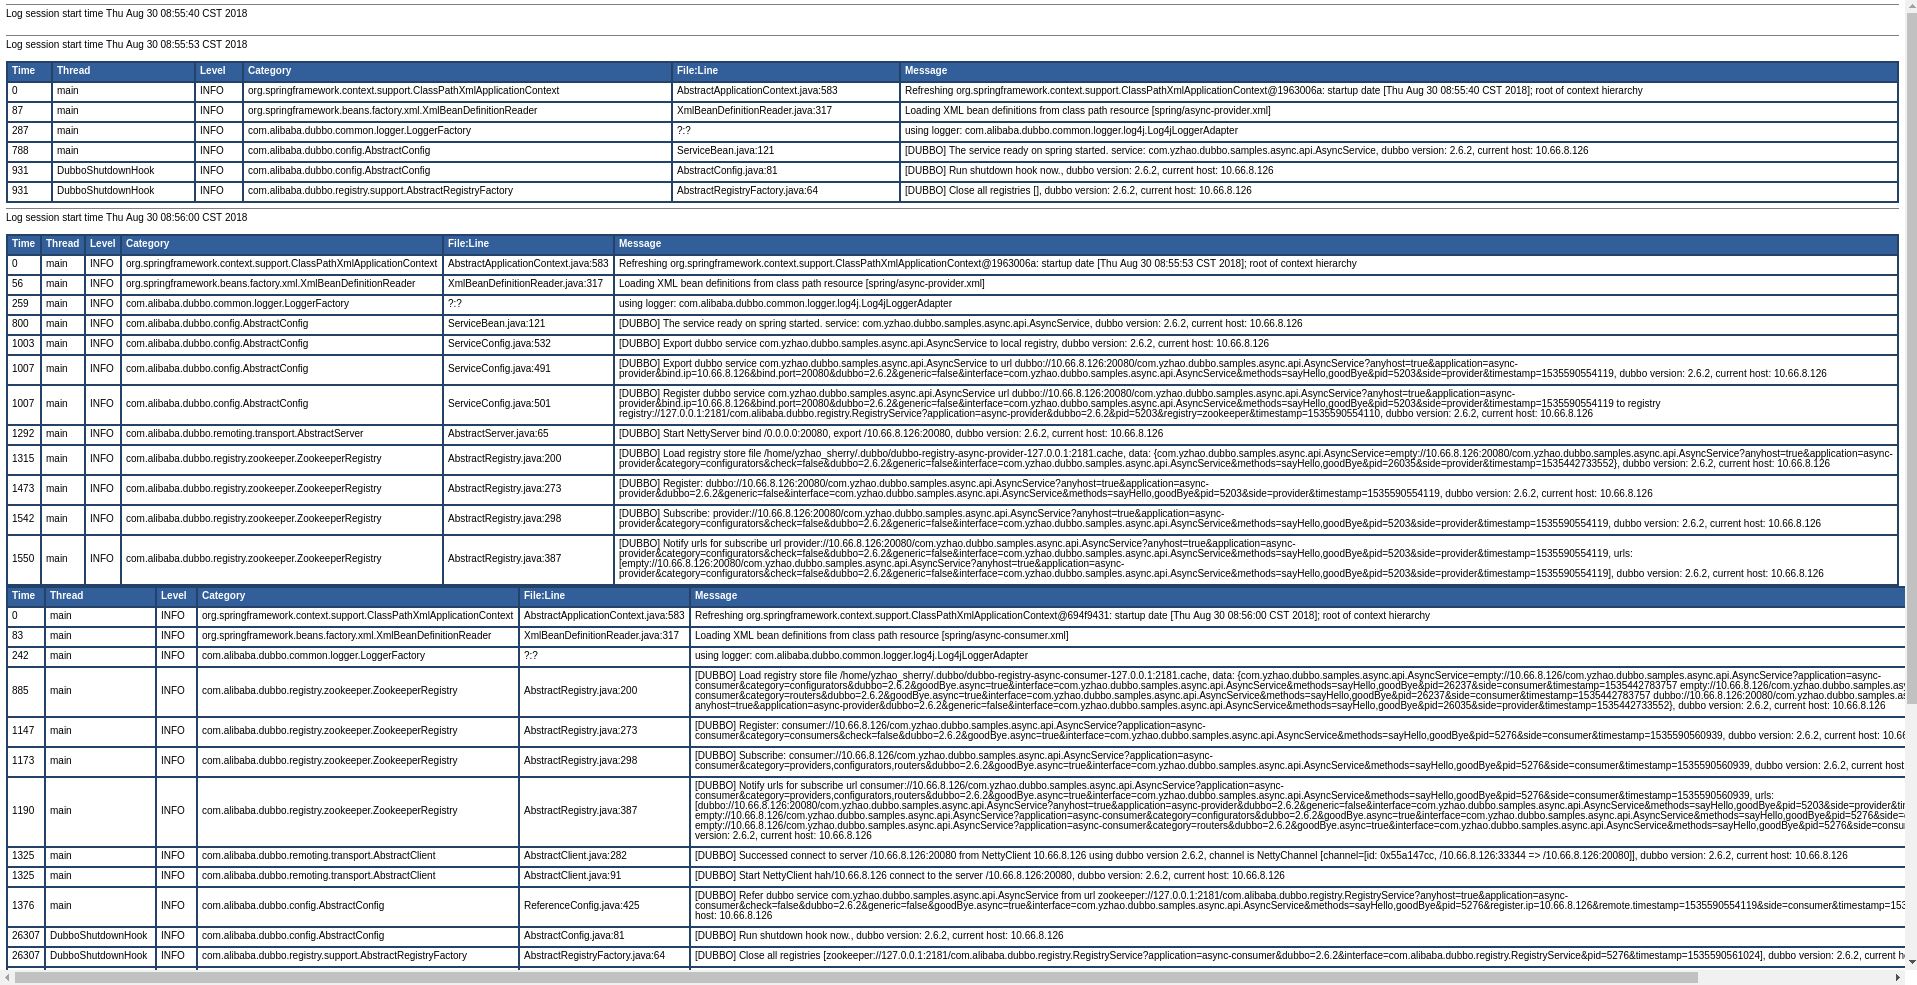 Log session start time Thu Aug 30 08:55:40 CST 2018
Log session start time Thu Aug 30 08:55:53 CST 2018
Time Thread Level Category File:Line Message
0 main INFO org.springframework.context.support.ClassPathXmlApplicationContext AbstractApplicationContext.java:583 Refreshing org.springframework.context.support.ClassPathXmlApplicationContext@1963006a: startup date [Thu Aug 30 08:55:40 CST 2018]; root of context hierarchy
87 main INFO org.springframework.beans.factory.xml.XmlBeanDefinitionReader XmlBeanDefinitionReader.java:317 Loading XML bean definitions from class path resource [spring/async-provider.xml]
287 main INFO com.alibaba.dubbo.common.logger.LoggerFactory ?:? using logger: com.alibaba.dubbo.common.logger.log4j.Log4jLoggerAdapter
788 main INFO com.alibaba.dubbo.config.AbstractConfig ServiceBean.java:121 [DUBBO] The service ready on spring started. service: com.yzhao.dubbo.samples.async.api.AsyncService, dubbo version: 2.6.2, current host: 10.66.8.126
931 DubboShutdownHook INFO com.alibaba.dubbo.config.AbstractConfig AbstractConfig.java:81 [DUBBO] Run shutdown hook now., dubbo version: 2.6.2, current host: 10.66.8.126
931 DubboShutdownHook INFO com.alibaba.dubbo.registry.support.AbstractRegistryFactory AbstractRegistryFactory.java:64 [DUBBO] Close all registries [], dubbo version: 2.6.2, current host: 10.66.8.126
Log session start time Thu Aug 30 08:56:00 CST 2018
Time Thread Level Category File:Line Message
0 main INFO org.springframework.context.support.ClassPathXmlApplicationContext AbstractApplicationContext.java:583 Refreshing org.springframework.context.support.ClassPathXmlApplicationContext@1963006a: startup date [Thu Aug 30 08:55:53 CST 2018]; root of context hierarchy
56 main INFO org.springframework.beans.factory.xml.XmlBeanDefinitionReader XmlBeanDefinitionReader.java:317 Loading XML bean definitions from class path resource [spring/async-provider.xml]
259 main INFO com.alibaba.dubbo.common.logger.LoggerFactory ?:? using logger: com.alibaba.dubbo.common.logger.log4j.Log4jLoggerAdapter
800 main INFO com.alibaba.dubbo.config.AbstractConfig ServiceBean.java:121 [DUBBO] The service ready on spring started. service: com.yzhao.dubbo.samples.async.api.AsyncService, dubbo version: 2.6.2, current host: 10.66.8.126
1003 main INFO com.alibaba.dubbo.config.AbstractConfig ServiceConfig.java:532 [DUBBO] Export dubbo service com.yzhao.dubbo.samples.async.api.AsyncService to local registry, dubbo version: 2.6.2, current host: 10.66.8.126
1007 main INFO com.alibaba.dubbo.config.AbstractConfig ServiceConfig.java:491 [DUBBO] Export dubbo service com.yzhao.dubbo.samples.async.api.AsyncService to url dubbo://10.66.8.126:20080/com.yzhao.dubbo.samples.async.api.AsyncService?anyhost=true&application=async-
provider&bind.ip=10.66.8.126&bind.port=20080&dubbo=2.6.2&generic=false&interface=com.yzhao.dubbo.samples.async.api.AsyncService&methods=sayHello,goodBye&pid=5203&side=provider&timestamp=1535590554119, dubbo version: 2.6.2, current host: 10.66.8.126
1007 main INFO com.alibaba.dubbo.config.AbstractConfig ServiceConfig.java:501 [DUBBO] Register dubbo service com.yzhao.dubbo.samples.async.api.AsyncService url dubbo://10.66.8.126:20080/com.yzhao.dubbo.samples.async.api.AsyncService?anyhost=true&application=async-
provider&bind.ip=10.66.8.126&bind.port=20080&dubbo=2.6.2&generic=false&interface=com.yzhao.dubbo.samples.async.api.AsyncService&methods=sayHello,goodBye&pid=5203&side=provider&timestamp=1535590554119 to registry
registry://127.0.0.1:2181/com.alibaba.dubbo.registry.RegistryService?application=async-provider&dubbo=2.6.2&pid=5203&registry=zookeeper&timestamp=1535590554110, dubbo version: 2.6.2, current host: 10.66.8.126
1292 main INFO com.alibaba.dubbo.remoting.transport.AbstractServer AbstractServer.java:65 [DUBBO] Start NettyServer bind /0.0.0.0:20080, export /10.66.8.126:20080, dubbo version: 2.6.2, current host: 10.66.8.126
1315 main INFO com.alibaba.dubbo.registry.zookeeper.ZookeeperRegistry AbstractRegistry.java:200 [DUBBO] Load registry store file /home/yzhao_sherry/.dubbo/dubbo-registry-async-provider-127.0.0.1:2181.cache, data: {com.yzhao.dubbo.samples.async.api.AsyncService=empty://10.66.8.126:20080/com.yzhao.dubbo.samples.async.api.AsyncService?anyhost=true&application=async-
provider&category=configurators&check=false&dubbo=2.6.2&generic=false&interface=com.yzhao.dubbo.samples.async.api.AsyncService&methods=sayHello,goodBye&pid=26035&side=provider&timestamp=1535442733552}, dubbo version: 2.6.2, current host: 10.66.8.126
1473 main INFO com.alibaba.dubbo.registry.zookeeper.ZookeeperRegistry AbstractRegistry.java:273 [DUBBO] Register: dubbo://10.66.8.126:20080/com.yzhao.dubbo.samples.async.api.AsyncService?anyhost=true&application=async-
provider&dubbo=2.6.2&generic=false&interface=com.yzhao.dubbo.samples.async.api.AsyncService&methods=sayHello,goodBye&pid=5203&side=provider&timestamp=1535590554119, dubbo version: 2.6.2, current host: 10.66.8.126
1542 main INFO com.alibaba.dubbo.registry.zookeeper.ZookeeperRegistry AbstractRegistry.java:298 [DUBBO] Subscribe: provider://10.66.8.126:20080/com.yzhao.dubbo.samples.async.api.AsyncService?anyhost=true&application=async-
provider&category=configurators&check=false&dubbo=2.6.2&generic=false&interface=com.yzhao.dubbo.samples.async.api.AsyncService&methods=sayHello,goodBye&pid=5203&side=provider&timestamp=1535590554119, dubbo version: 2.6.2, current host: 10.66.8.126
1550 main INFO com.alibaba.dubbo.registry.zookeeper.ZookeeperRegistry AbstractRegistry.java:387 [DUBBO] Notify urls for subscribe url provider://10.66.8.126:20080/com.yzhao.dubbo.samples.async.api.AsyncService?anyhost=true&application=async-
provider&category=configurators&check=false&dubbo=2.6.2&generic=false&interface=com.yzhao.dubbo.samples.async.api.AsyncService&methods=sayHello,goodBye&pid=5203&side=provider&timestamp=1535590554119, urls:
[empty://10.66.8.126:20080/com.yzhao.dubbo.samples.async.api.AsyncService?anyhost=true&application=async-
provider&category=configurators&check=false&dubbo=2.6.2&generic=false&interface=com.yzhao.dubbo.samples.async.api.AsyncService&methods=sayHello,goodBye&pid=5203&side=provider&timestamp=1535590554119], dubbo version: 2.6.2, current host: 10.66.8.126
Time Thread Level Category File:Line Message
0 main INFO org.springframework.context.support.ClassPathXmlApplicationContext AbstractApplicationContext.java:583 Refreshing org.springframework.context.support.ClassPathXmlApplicationContext@694f9431: startup date [Thu Aug 30 08:56:00 CST 2018]; root of context hierarchy
83 main INFO org.springframework.beans.factory.xml.XmlBeanDefinitionReader XmlBeanDefinitionReader.java:317 Loading XML bean definitions from class path resource [spring/async-consumer.xml]
242 main INFO com.alibaba.dubbo.common.logger.LoggerFactory ?:? using logger: com.alibaba.dubbo.common.logger.log4j.Log4jLoggerAdapter
885 main INFO com.alibaba.dubbo.registry.zookeeper.ZookeeperRegistry AbstractRegistry.java:200 [DUBBO] Load registry store file /home/yzhao_sherry/.dubbo/dubbo-registry-async-consumer-127.0.0.1:2181.cache, data: {com.yzhao.dubbo.samples.async.api.AsyncService=empty://10.66.8.126/com.yzhao.dubbo.samples.async.api.AsyncService?application=async-
consumer&category=configurators&dubbo=2.6.2&goodBye.async=true&interface=com.yzhao.dubbo.samples.async.api.AsyncService&methods=sayHello,goodBye&pid=26237&side=consumer&timestamp=1535442783757 empty://10.66.8.126/com.yzhao.dubbo.samples.asy
consumer&category=routers&dubbo=2.6.2&goodBye.async=true&interface=com.yzhao.dubbo.samples.async.api.AsyncService&methods=sayHello,goodBye&pid=26237&side=consumer&timestamp=1535442783757 dubbo://10.66.8.126:20080/com.yzhao.dubbo.samples.as
anyhost=true&application=async-provider&dubbo=2.6.2&generic=false&interface=com.yzhao.dubbo.samples.async.api.AsyncService&methods=sayHello,goodBye&pid=26035&side=provider&timestamp=1535442733552}, dubbo version: 2.6.2, current host: 10.66.8.126
1147 main INFO com.alibaba.dubbo.registry.zookeeper.ZookeeperRegistry AbstractRegistry.java:273 [DUBBO] Register: consumer://10.66.8.126/com.yzhao.dubbo.samples.async.api.AsyncService?application=async-
consumer&category=consumers&check=false&dubbo=2.6.2&goodBye.async=true&interface=com.yzhao.dubbo.samples.async.api.AsyncService&methods=sayHello,goodBye&pid=5276&side=consumer&timestamp=1535590560939, dubbo version: 2.6.2, current host: 10.66
1173 main INFO com.alibaba.dubbo.registry.zookeeper.ZookeeperRegistry AbstractRegistry.java:298 [DUBBO] Subscribe: consumer://10.66.8.126/com.yzhao.dubbo.samples.async.api.AsyncService?application=async-
consumer&category=providers,configurators,routers&dubbo=2.6.2&goodBye.async=true&interface=com.yzhao.dubbo.samples.async.api.AsyncService&methods=sayHello,goodBye&pid=5276&side=consumer&timestamp=1535590560939, dubbo version: 2.6.2, current host
1190 main INFO com.alibaba.dubbo.registry.zookeeper.ZookeeperRegistry AbstractRegistry.java:387 [DUBBO] Notify urls for subscribe url consumer://10.66.8.126/com.yzhao.dubbo.samples.async.api.AsyncService?application=async-
consumer&category=providers,configurators,routers&dubbo=2.6.2&goodBye.async=true&interface=com.yzhao.dubbo.samples.async.api.AsyncService&methods=sayHello,goodBye&pid=5276&side=consumer&timestamp=1535590560939, urls:
[dubbo://10.66.8.126:20080/com.yzhao.dubbo.samples.async.api.AsyncService?anyhost=true&application=async-provider&dubbo=2.6.2&generic=false&interface=com.yzhao.dubbo.samples.async.api.AsyncService&methods=sayHello,goodBye&pid=5203&side=provider&ti
empty://10.66.8.126/com.yzhao.dubbo.samples.async.api.AsyncService?application=async-consumer&category=configurators&dubbo=2.6.2&goodBye.async=true&interface=com.yzhao.dubbo.samples.async.api.AsyncService&methods=sayHello,goodBye&pid=5276&side=
empty://10.66.8.126/com.yzhao.dubbo.samples.async.api.AsyncService?application=async-consumer&category=routers&dubbo=2.6.2&goodBye.async=true&interface=com.yzhao.dubbo.samples.async.api.AsyncService&methods=sayHello,goodBye&pid=5276&side=consu
version: 2.6.2, current host: 10.66.8.126
1325 main INFO com.alibaba.dubbo.remoting.transport.AbstractClient AbstractClient.java:282 [DUBBO] Successed connect to server /10.66.8.126:20080 from NettyClient 10.66.8.126 using dubbo version 2.6.2, channel is NettyChannel [channel=[id: 0x55a147cc, /10.66.8.126:33344 => /10.66.8.126:20080]], dubbo version: 2.6.2, current host: 10.66.8.126
1325 main INFO com.alibaba.dubbo.remoting.transport.AbstractClient AbstractClient.java:91 [DUBBO] Start NettyClient hah/10.66.8.126 connect to the server /10.66.8.126:20080, dubbo version: 2.6.2, current host: 10.66.8.126
1376 main INFO com.alibaba.dubbo.config.AbstractConfig ReferenceConfig.java:425 [DUBBO] Refer dubbo service com.yzhao.dubbo.samples.async.api.AsyncService from url zookeeper://127.0.0.1:2181/com.alibaba.dubbo.registry.RegistryService?anyhost=true&application=async-
consumer&check=false&dubbo=2.6.2&generic=false&goodBye.async=true&interface=com.yzhao.dubbo.samples.async.api.AsyncService&methods=sayHello,goodBye&pid=5276&register.ip=10.66.8.126&remote.timestamp=1535590554119&side=consumer&timestamp=153
host: 10.66.8.126
26307 DubboShutdownHook INFO com.alibaba.dubbo.config.AbstractConfig AbstractConfig.java:81 [DUBBO] Run shutdown hook now., dubbo version: 2.6.2, current host: 10.66.8.126
26307 DubboShutdownHook INFO com.alibaba.dubbo.registry.support.AbstractRegistryFactory AbstractRegistryFactory.java:64 [DUBBO] Close all registries [zookeeper://127.0.0.1:2181/com.alibaba.dubbo.registry.RegistryService?application=async-consumer&dubbo=2.6.2&interface=com.alibaba.dubbo.registry.RegistryService&pid=5276&timestamp=1535590561024], dubbo version: 2.6.2, current h